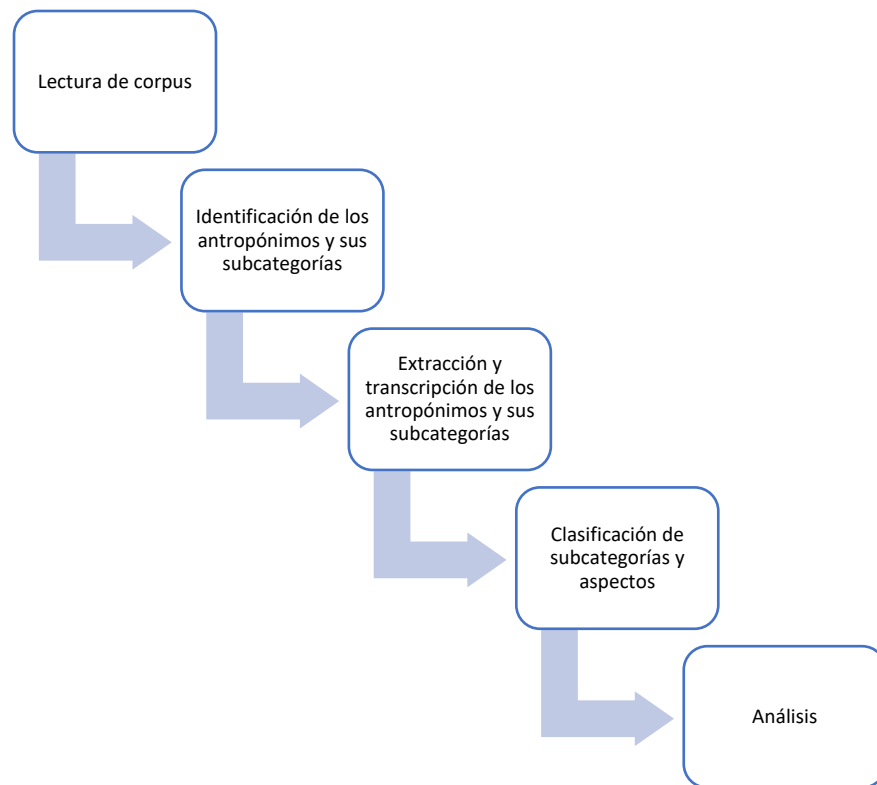 Lectura de corpus
Identificación de los
antropónimos y sus
subcategorías
Extracción y
transcripción de los
antropónimos y sus
subcategorías
Clasificación de
subcategorías y
aspectos
Análisis